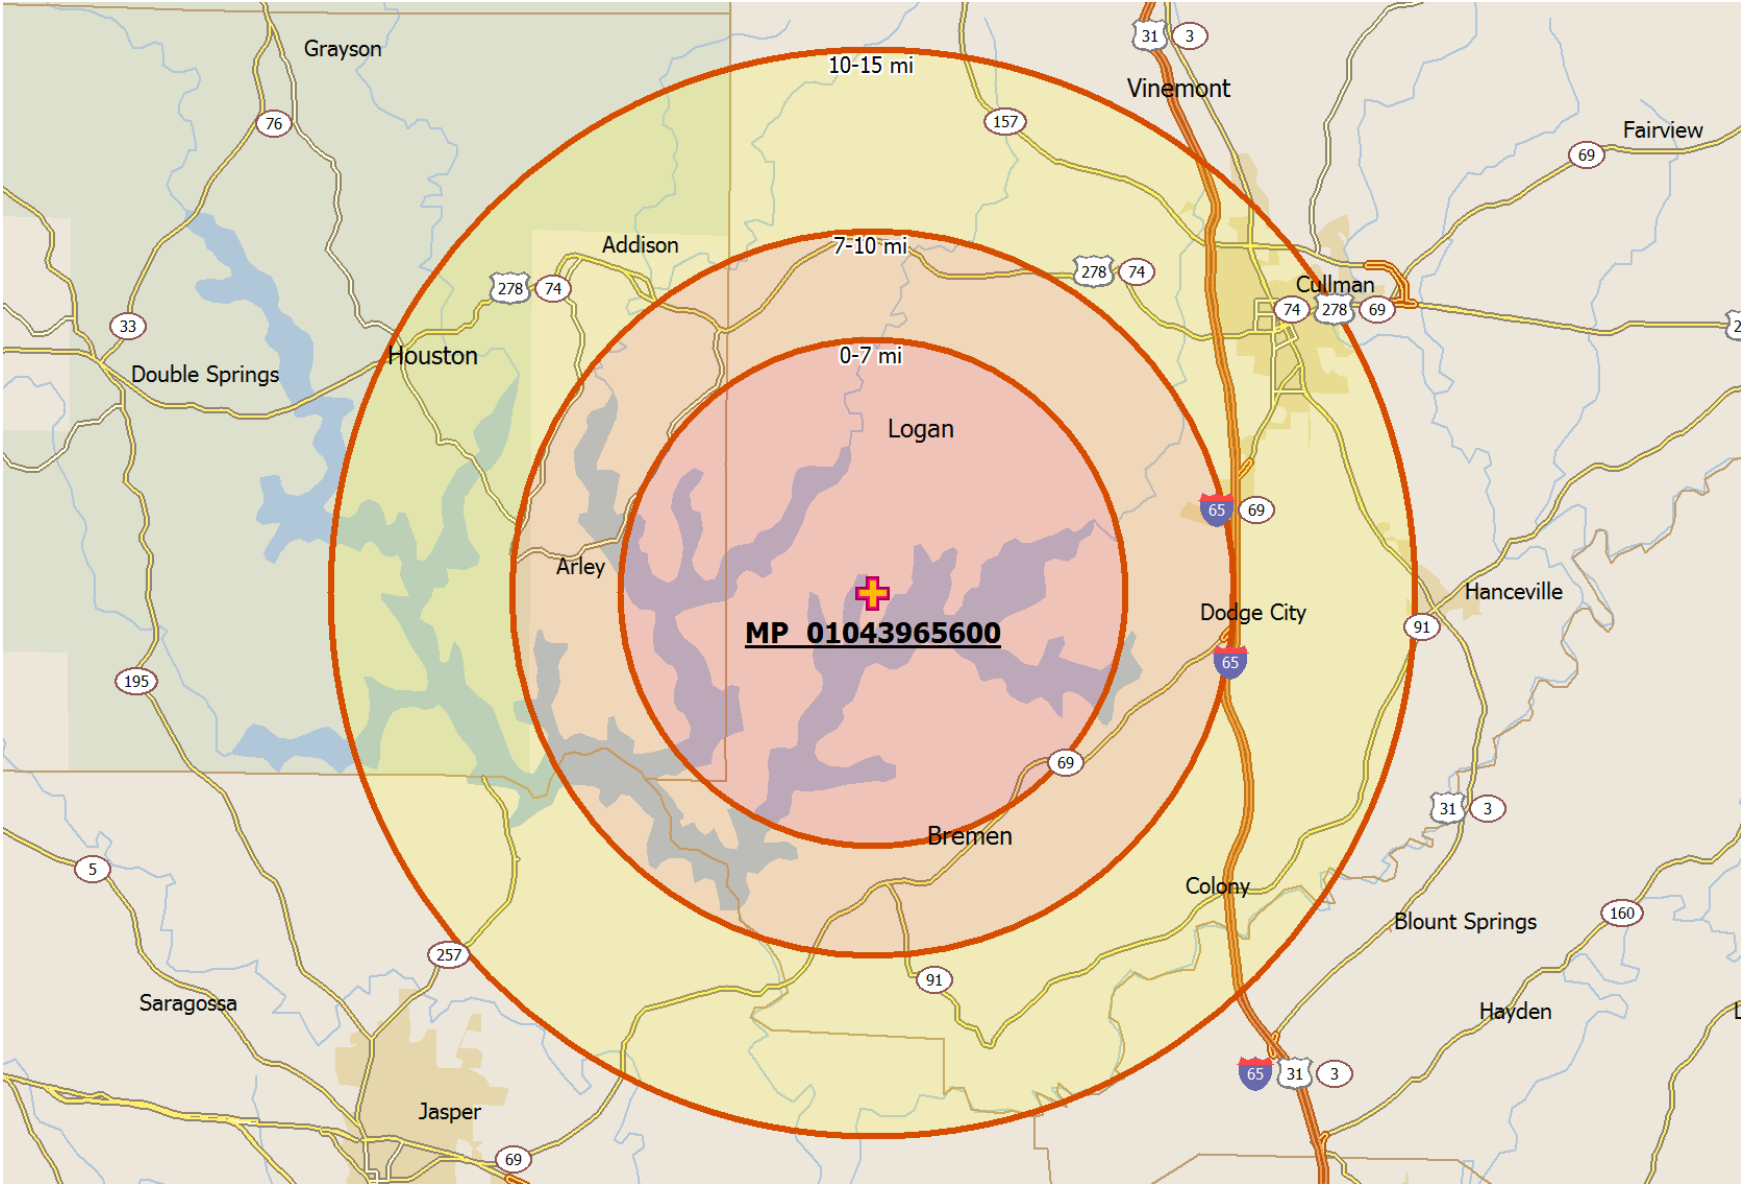 31
3
Grayson
10-15 mi
Vinemont
76
157
Fairview
69
Addison
7-10 mi
278
74
278
74
Cullman
74
278
69
33
Houston
0-7 mi
Double Springs
Logan
65
69
Arley
Hanceville
Dodge City
MP_01043965600
91
65
195
69
31
3
Bremen
5
Colony
160
Blount Springs
257
91
Saragossa
Hayden
65
31
3
Jasper
69